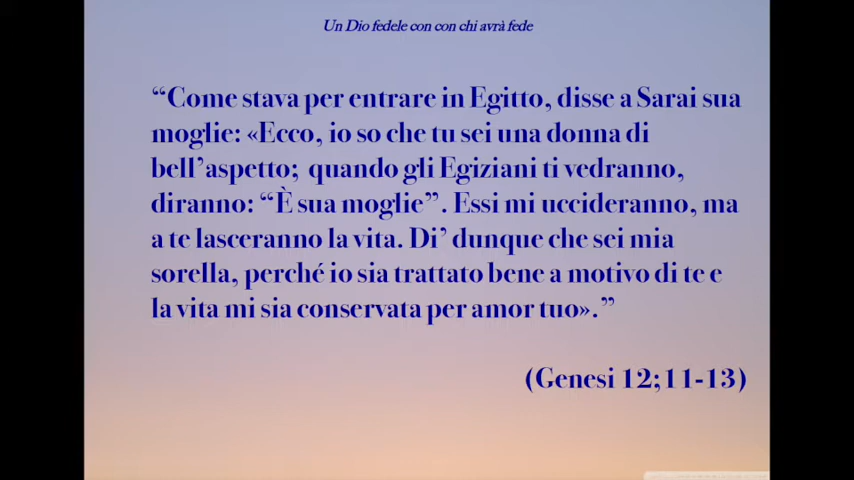 Un Dio fedele con con chi avrà fede
“Come stava per entrare in Egitto, disse a Sarai sua
moglie: «Ecco, io so che tu sei una donna di
bell’aspetto; quando gli Egiziani ti vedranno,
diranno: “È sua moglie”. Essi mi uccideranno, ma
a te lasceranno la vita. Di’ dunque che sei mia
sorella, perché io sia trattato bene a motivo di te e
la vita mi sia conservata per amor tuo».”
(Genesi 12;11-13)